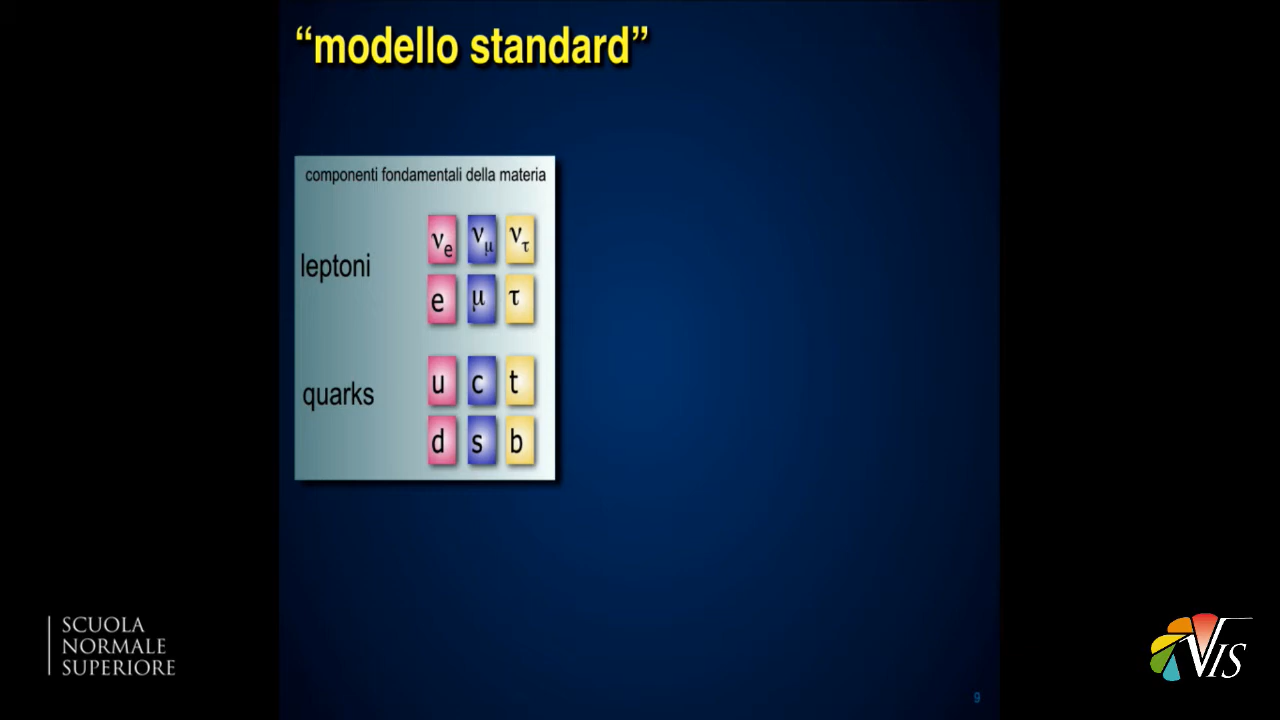 “modello standard”
componenti fondamentali della materia
leptoni
νe νμ ντ
e μ τ
quarks
u c t
d s b
SCUOLA
NORMALE
SUPERIORE
VIS
9